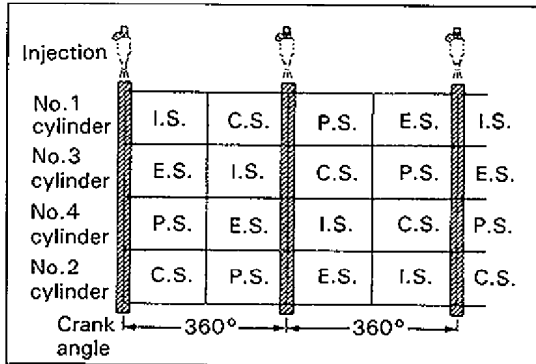 Injection
No.1 cylinder I.S. C.S. P.S. E.S. I.S.
No.3 cylinder E.S. I.S. C.S. P.S. E.S.
No.4 cylinder P.S. E.S. I.S. C.S. P.S.
No.2 cylinder C.S. P.S. E.S. I.S. C.S.
Crank angle 360° 360°